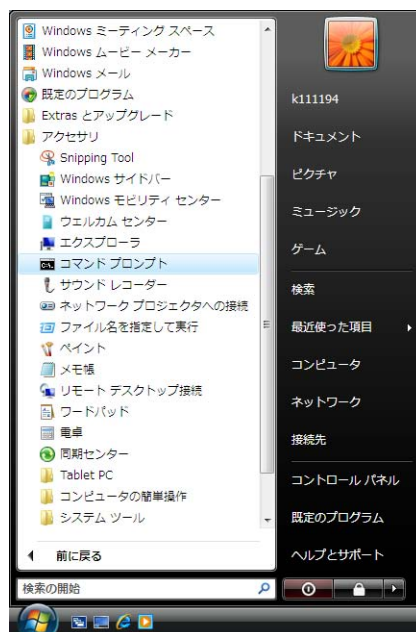 Windows ミーティング スペース
Windows ムービー メーカー
Windows メール
既定のプログラム
Extras とアップグレード
アクセサリ
Snipping Tool
Windows サイドバー
Windows モビリティ センター
ウェルカム センター
エクスプローラ
コマンド プロンプト
サウンド レコーダー
ネットワーク プロジェクタへの接続
ファイル名を指定して実行
ペイント
メモ帳
リモート デスクトップ接続
ワードパッド
電卓
同期センター
Tablet PC
コンピュータの簡単操作
システム ツール
前に戻る
検索の開始
k111194
ドキュメント
ピクチャ
ミュージック
ゲーム
検索
最近使った項目
コンピュータ
ネットワーク
接続先
コントロール パネル
既定のプログラム
ヘルプとサポート